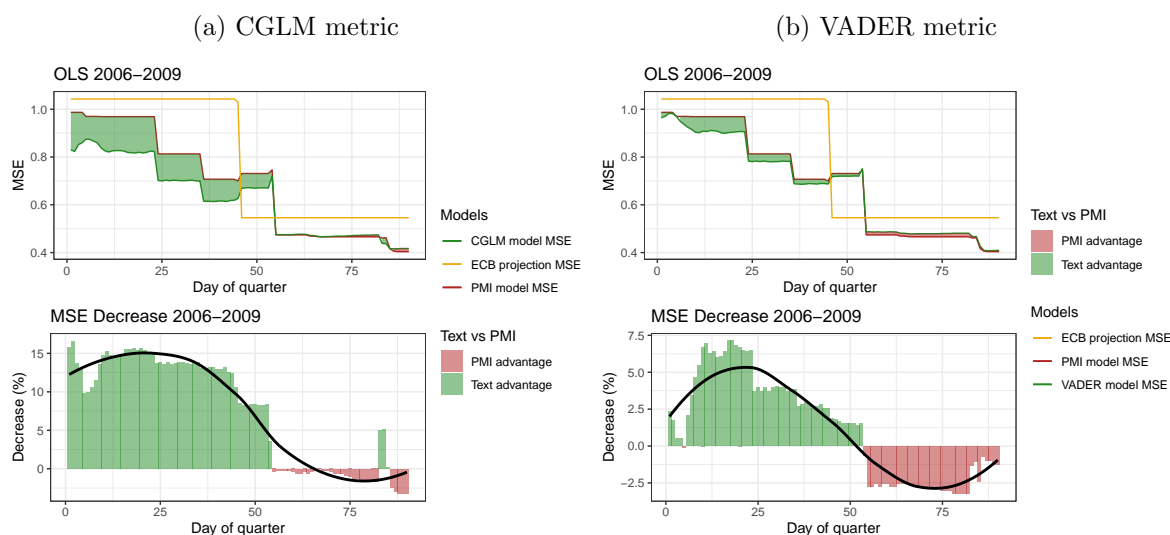 (a) CGLM metric
OLS 2006−2009
MSE
1.0
0.8
0.6
0.4
0
25
50
75
Day of quarter
Models
CGLM model MSE
ECB projection MSE
PMI model MSE
MSE Decrease 2006−2009
Decrease (%)
15
10
5
0
0
25
50
75
Day of quarter
Text vs PMI
PMI advantage
Text advantage
(b) VADER metric
OLS 2006−2009
MSE
1.0
0.8
0.6
0.4
0
25
50
75
Day of quarter
Text vs PMI
PMI advantage
Text advantage
MSE Decrease 2006−2009
Decrease (%)
7.5
5.0
2.5
0.0
−2.5
0
25
50
75
Day of quarter
Models
ECB projection MSE
PMI model MSE
VADER model MSE